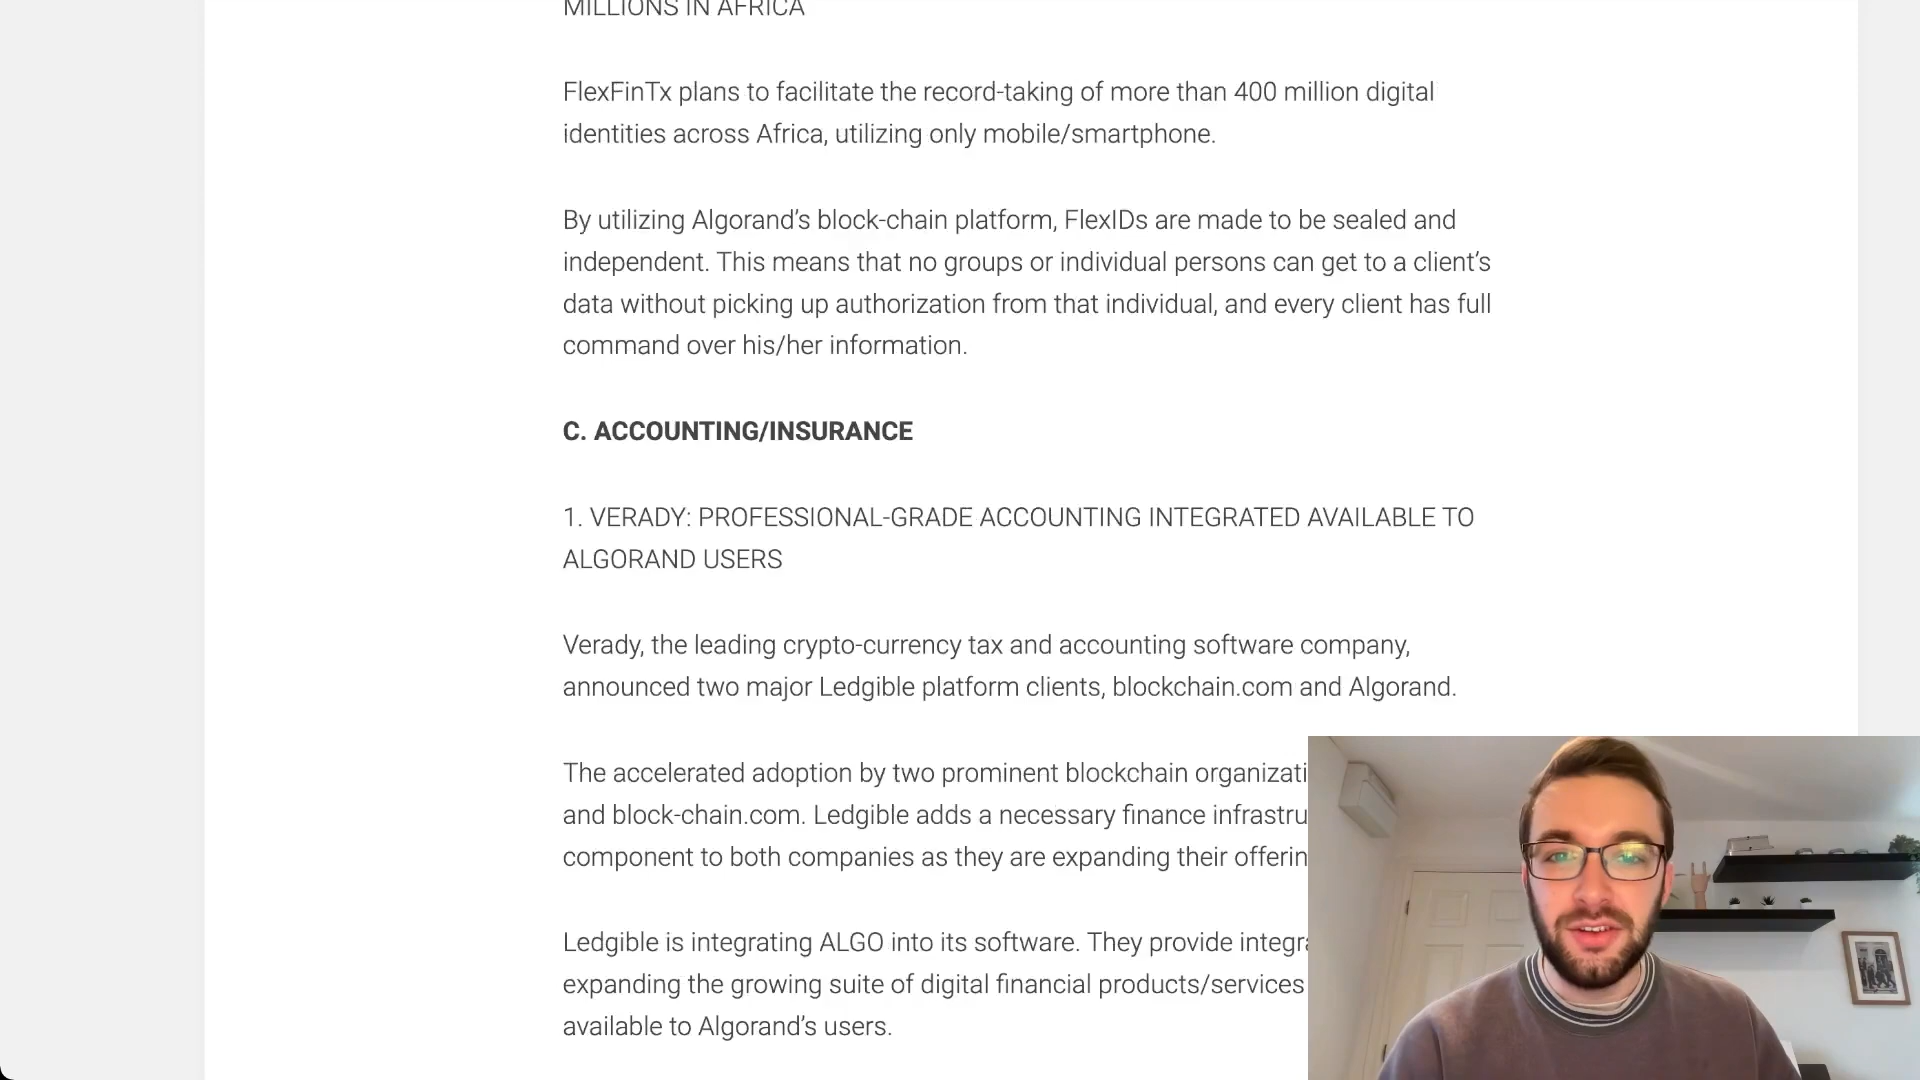 MILLIONS IN AFRICA
FlexFinTx plans to facilitate the record-taking of more than 400 million digital
identities across Africa, utilizing only mobile/smartphone.
By utilizing Algorand’s block-chain platform, FlexIDs are made to be sealed and
independent. This means that no groups or individual persons can get to a client’s
data without picking up authorization from that individual, and every client has full
command over his/her information.
C. ACCOUNTING/INSURANCE
1. VERADY: PROFESSIONAL-GRADE ACCOUNTING INTEGRATED AVAILABLE TO
ALGORAND USERS
Verady, the leading crypto-currency tax and accounting software company,
announced two major Ledgible platform clients, blockchain.com and Algorand.
The accelerated adoption by two prominent blockchain organizati
and block-chain.com. Ledgible adds a necessary finance infrastru
component to both companies as they are expanding their offerin
Ledgible is integrating ALGO into its software. They provide integra
expanding the growing suite of digital financial products/services
available to Algorand’s users.